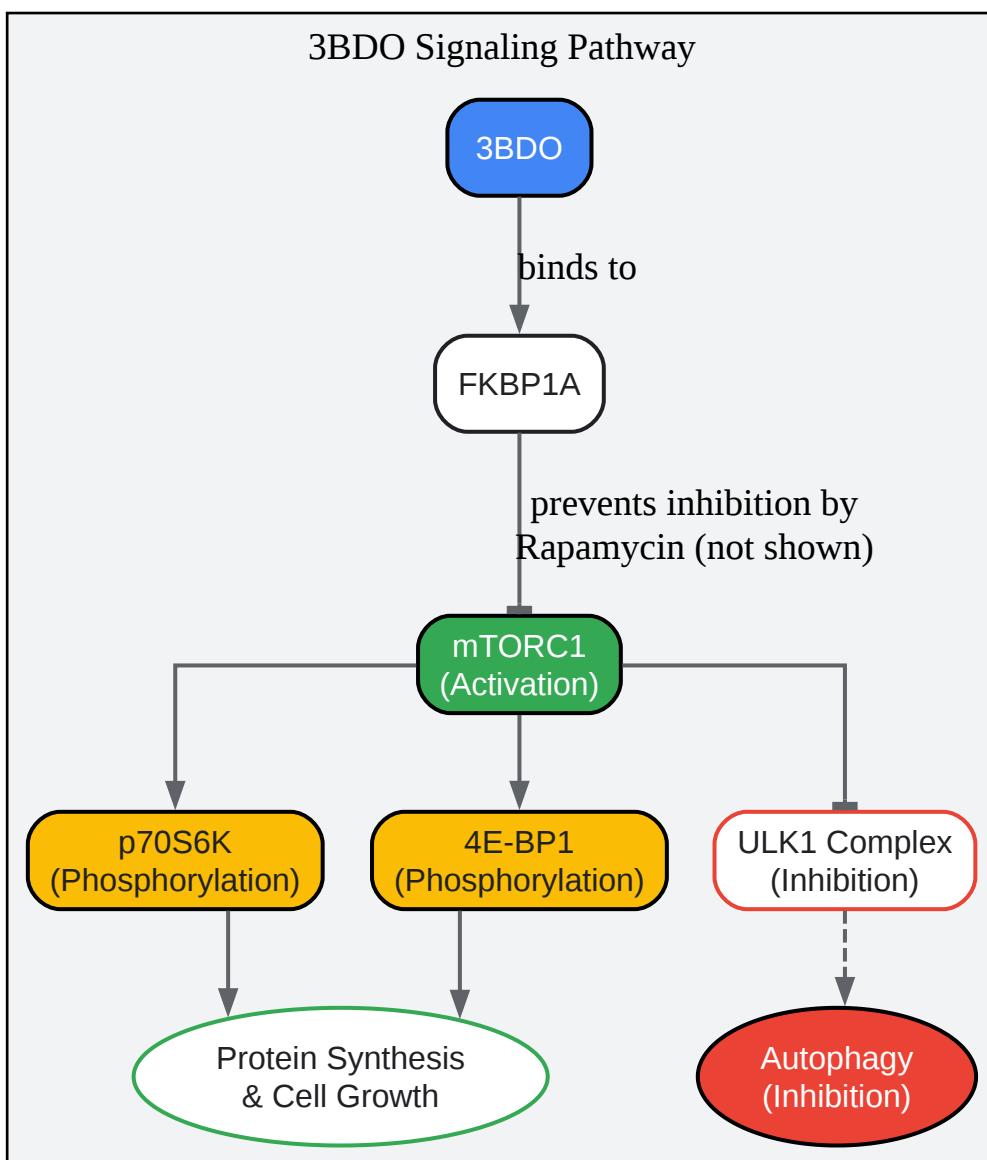 3BDO Signaling Pathway
3BDO
binds to
FKBP1A
prevents inhibition by
Rapamycin (not shown)
mTORC1
(Activation)
p70S6K
(Phosphorylation)
4E-BP1
(Phosphorylation)
ULK1 Complex
(Inhibition)
Protein Synthesis
& Cell Growth
Autophagy
(Inhibition)